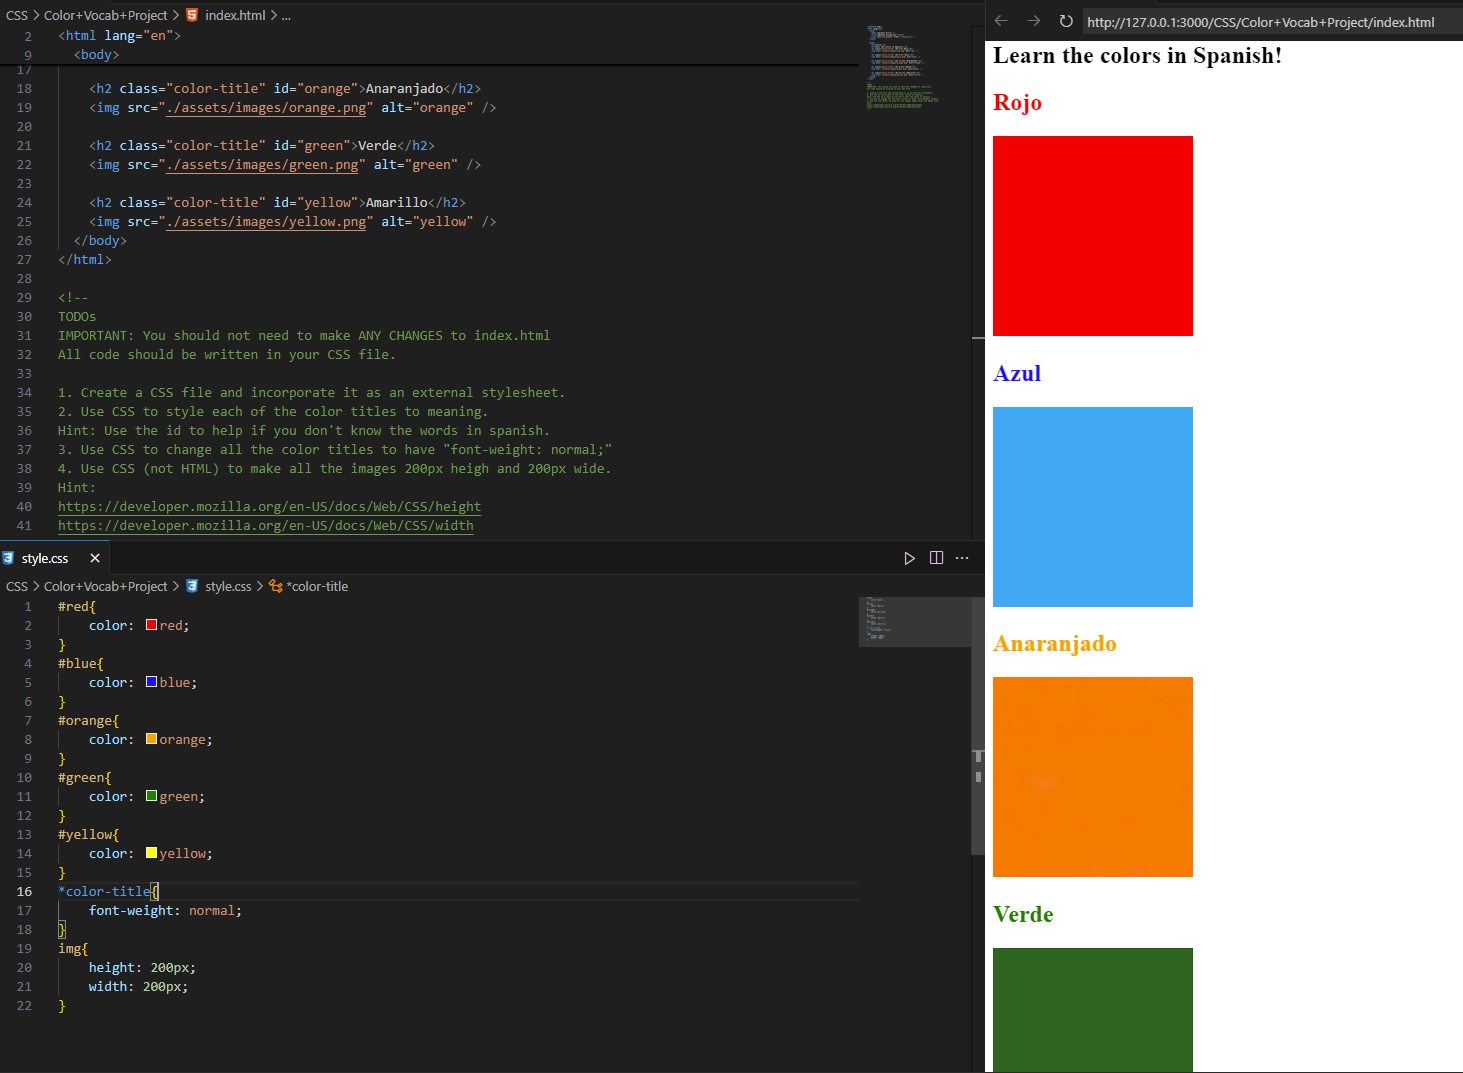 CSS > Color+Vocab+Project > index.html > ...
2 <html lang="en">
9 <body>
17
18 <h2 class="color-title" id="orange">Anaranjado</h2>
19 <img src="./assets/images/orange.png" alt="orange" />
20
21 <h2 class="color-title" id="green">Verde</h2>
22 <img src="./assets/images/green.png" alt="green" />
23
24 <h2 class="color-title" id="yellow">Amarillo</h2>
25 <img src="./assets/images/yellow.png" alt="yellow" />
26 </body>
27 </html>
28
29 <!--
30 TODOs
31 IMPORTANT: You should not need to make ANY CHANGES to index.html
32 All code should be written in your CSS file.
33
34 1. Create a CSS file and incorporate it as an external stylesheet.
35 2. Use CSS to style each of the color titles to meaning.
36 Hint: Use the id to help if you don't know the words in spanish.
37 3. Use CSS to change all the color titles to have "font-weight: normal;"
38 4. Use CSS (not HTML) to make all the images 200px heigh and 200px wide.
39 Hint:
40 https://developer.mozilla.org/en-US/docs/Web/CSS/height
41 https://developer.mozilla.org/en-US/docs/Web/CSS/width
style.css
CSS > Color+Vocab+Project > style.css > *color-title
1 #red{
2 color: red;
3 }
4 #blue{
5 color: blue;
6 }
7 #orange{
8 color: orange;
9 }
10 #green{
11 color: green;
12 }
13 #yellow{
14 color: yellow;
15 }
16 *color-title{
17 font-weight: normal;
18 }
19 img{
20 height: 200px;
21 width: 200px;
22 }
http://127.0.0.1:3000/CSS/Color+Vocab+Project/index.html
Learn the colors in Spanish!
Rojo
Azul
Anaranjado
Verde